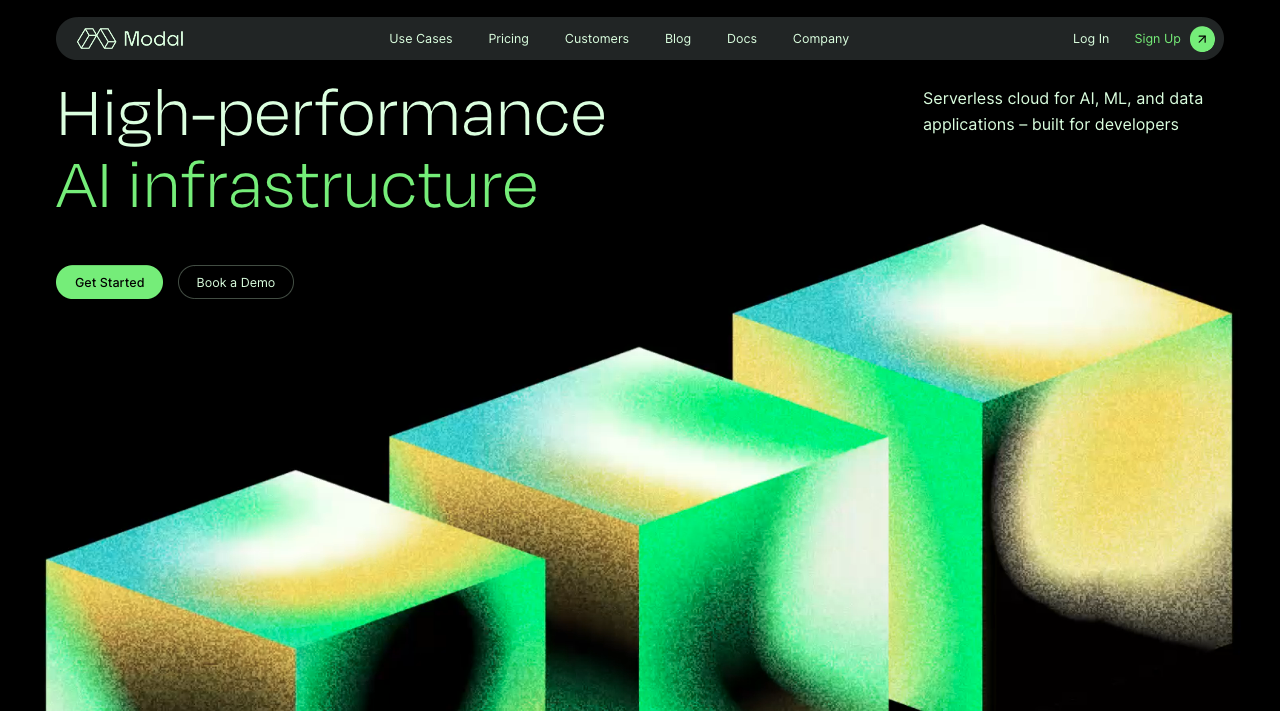 Modal
Use Cases
Pricing
Customers
Blog
Docs
Company
Log In
Sign Up
High-performance
AI infrastructure
Serverless cloud for AI, ML, and data
applications – built for developers
Get Started
Book a Demo